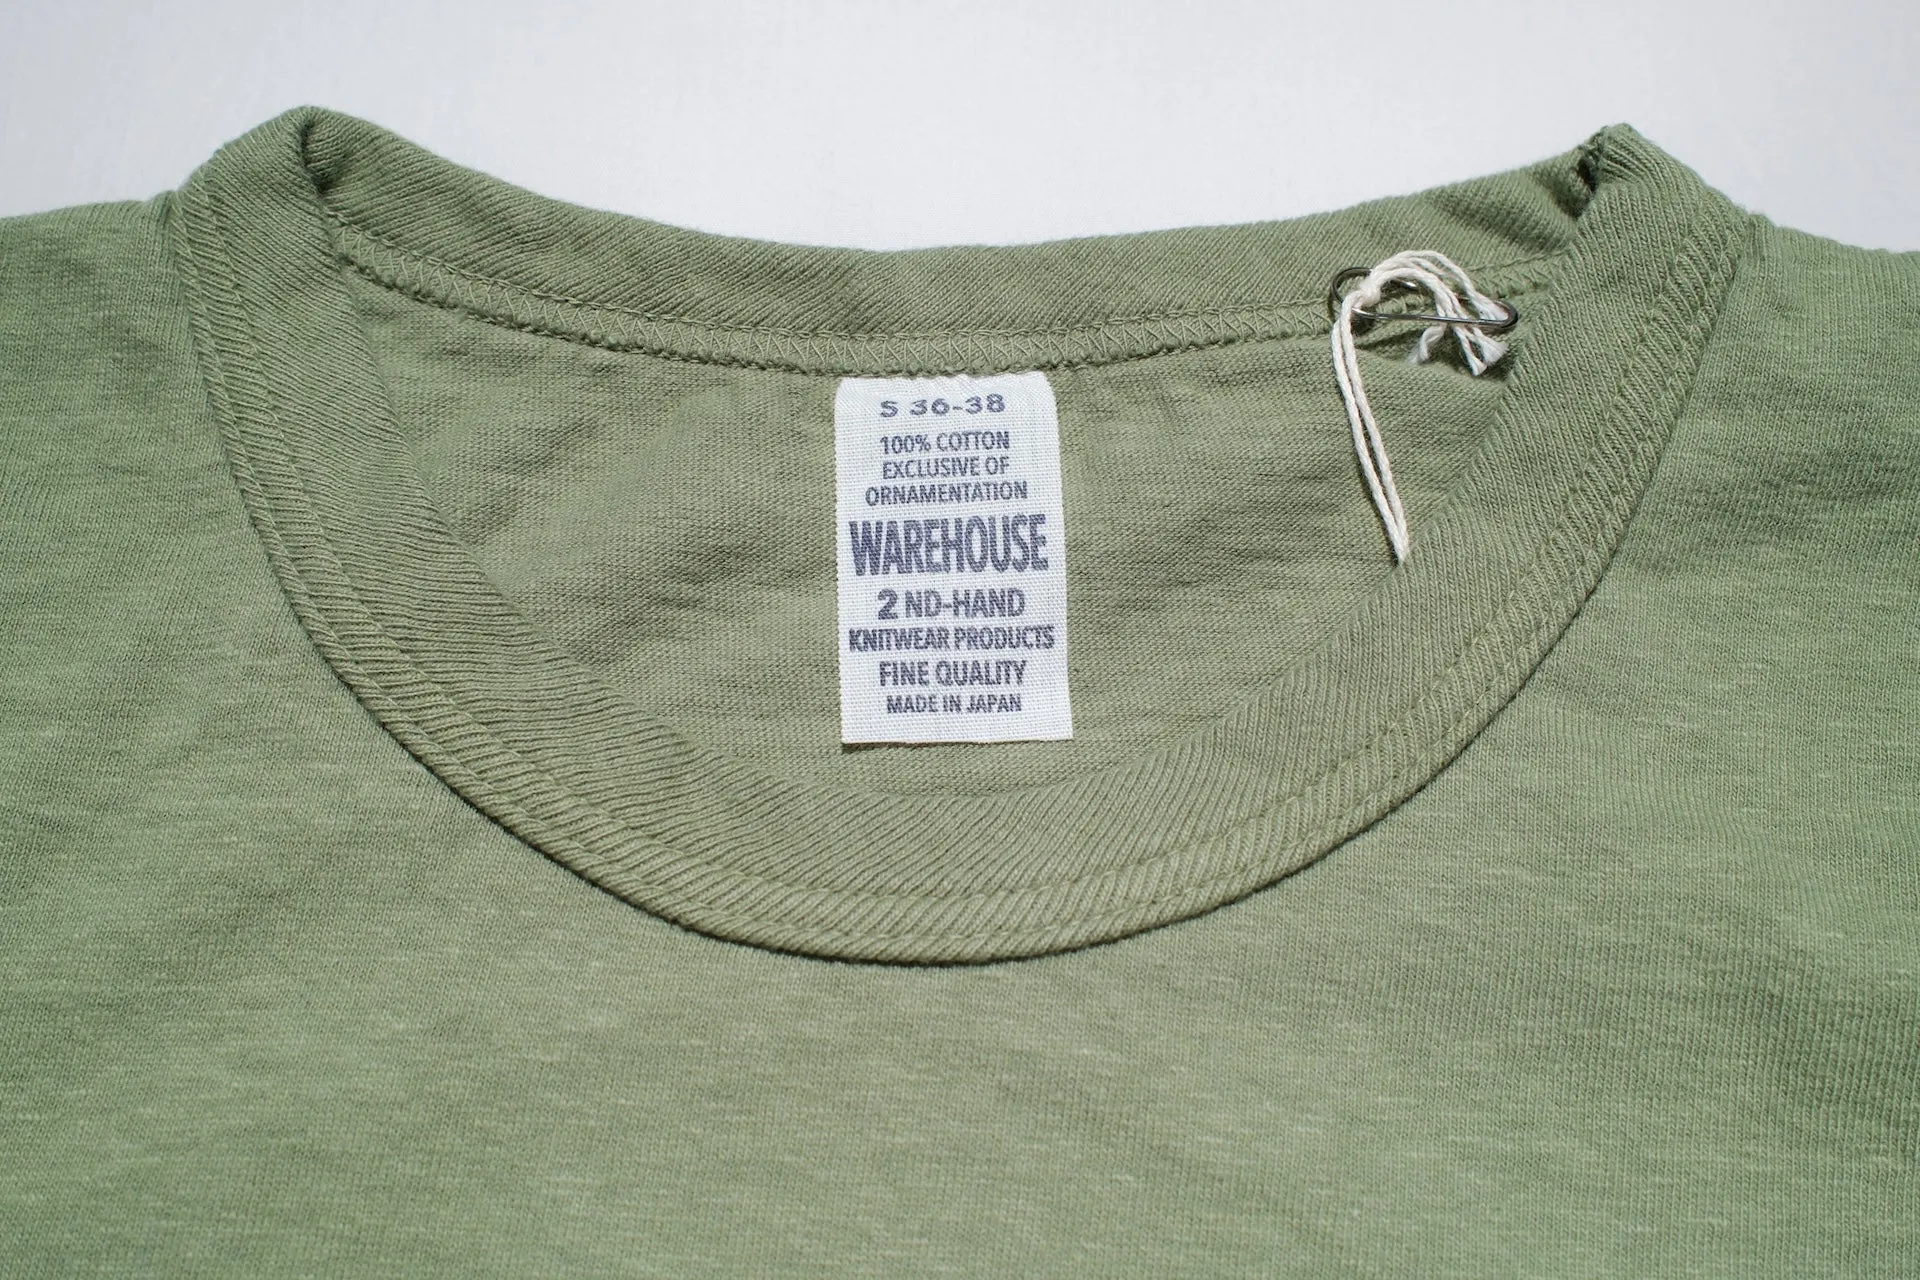 S 36-38
100% COTTON
EXCLUSIVE OF
ORNAMENTATION
WAREHOUSE
2 ND-HAND
KNITWEAR PRODUCTS
FINE QUALITY
MADE IN JAPAN